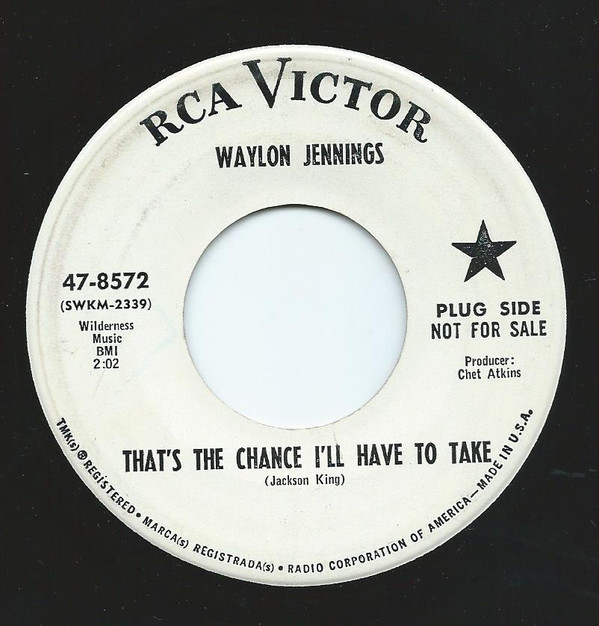 RCA VICTOR
WAYLON JENNINGS
47-8572
(SWKM-2339)
Wilderness
Music
BMI
2:02
PLUG SIDE
NOT FOR SALE
Producer:
Chet Atkins
THAT'S THE CHANCE I'LL HAVE TO TAKE
(Jackson King)
TMK(s) ® REGISTERED • MARCA(s) REGISTRADA(s) • RADIO CORPORATION OF AMERICA — MADE IN U.S.A.